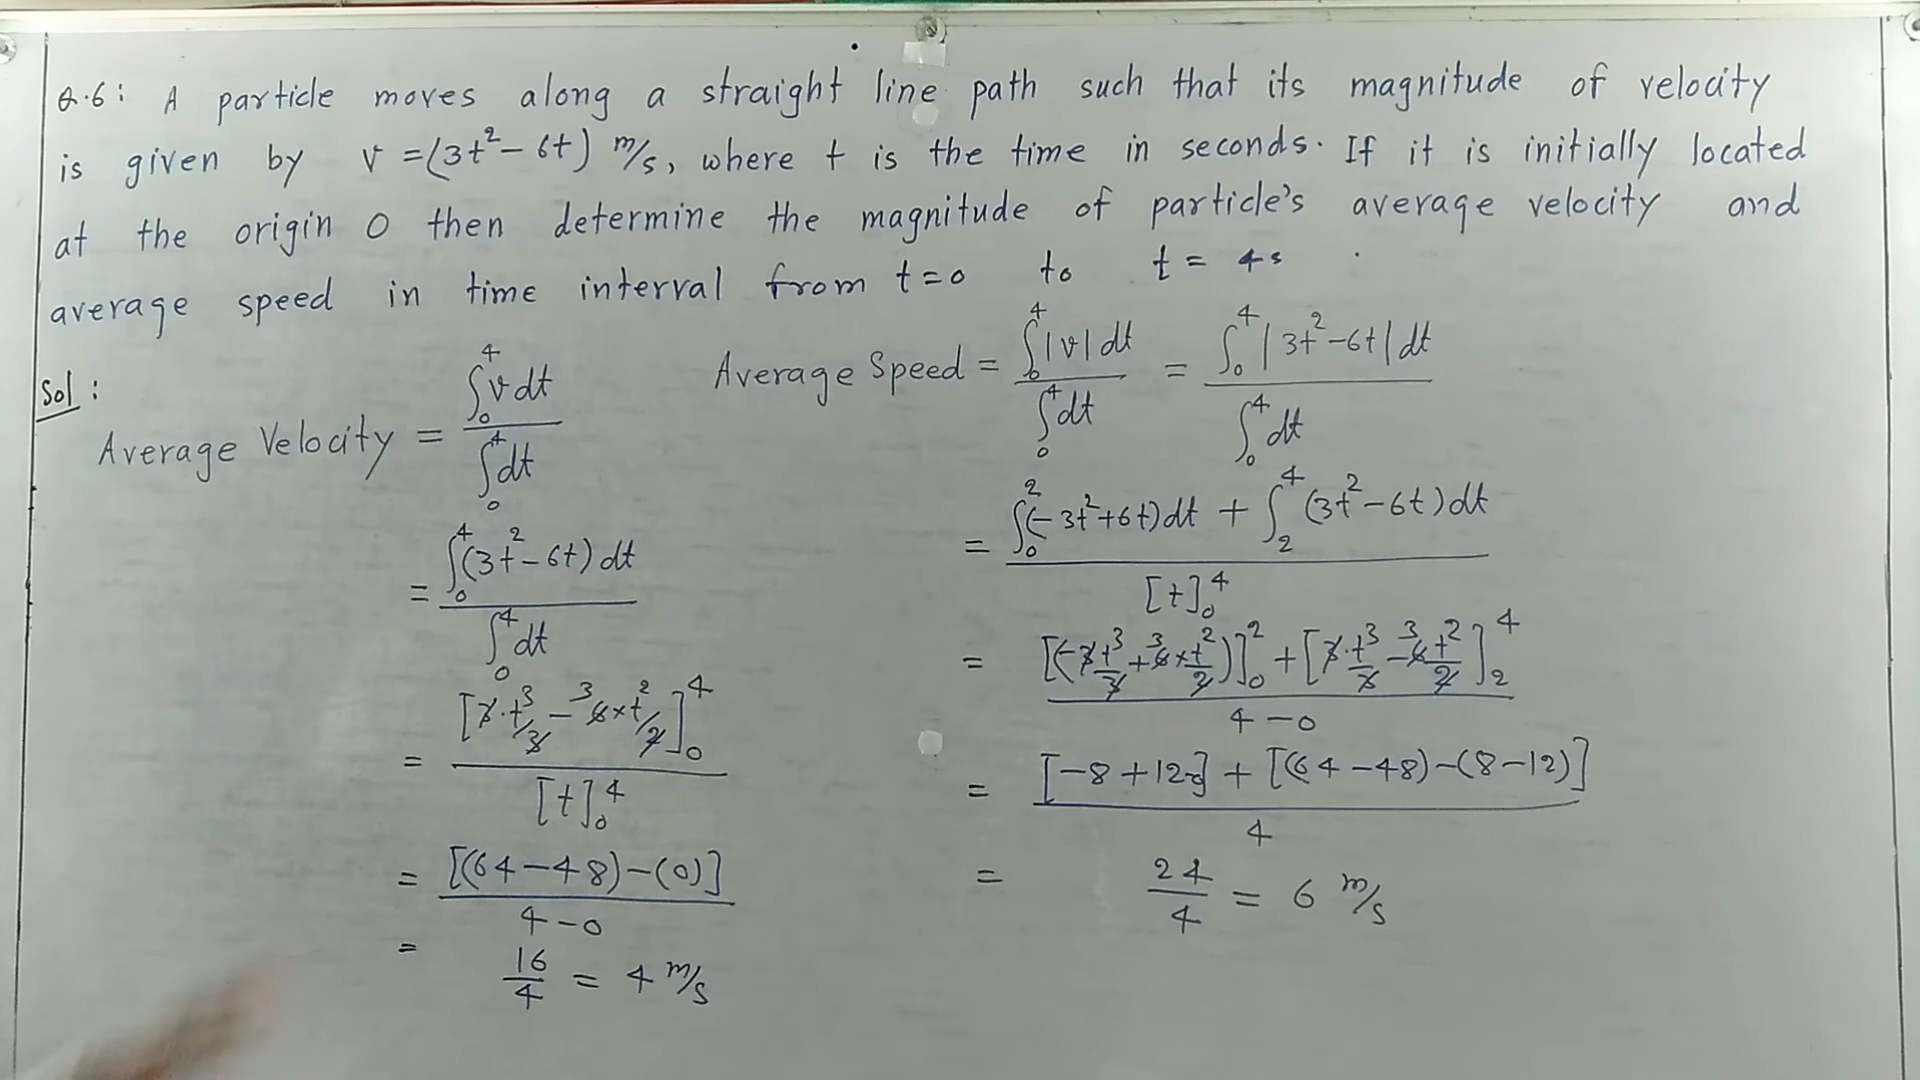 Q.6: A particle moves along a straight line path such that its magnitude of velocity
is given by v = (3t² - 6t) m/s, where t is the time in seconds. If it is initially located
at the origin O then determine the magnitude of particle's average velocity and
average speed in time interval from t=0 to t = 4s
Sol:
Average Velocity = ∫₀⁴ v dt / ∫₀⁴ dt
= ∫₀⁴ (3t² - 6t) dt / ∫₀⁴ dt
= [3·t³/3 - ³6×t²/2]₀⁴ / [t]₀⁴
= [(64-48)-(0)] / 4-0
= 16/4 = 4 m/s
Average Speed = ∫₀⁴ |v| dt / ∫₀⁴ dt = ∫₀⁴ |3t²-6t| dt / ∫₀⁴ dt
= ∫₀² (-3t²+6t) dt + ∫₂⁴ (3t²-6t) dt / [t]₀⁴
= [(-3t³/3 + ³6×t²/2)]₀² + [3·t³/3 - ³6t²/2]₂⁴ / 4-0
= [-8+12] + [(64-48)-(8-12)] / 4
= 24/4 = 6 m/s